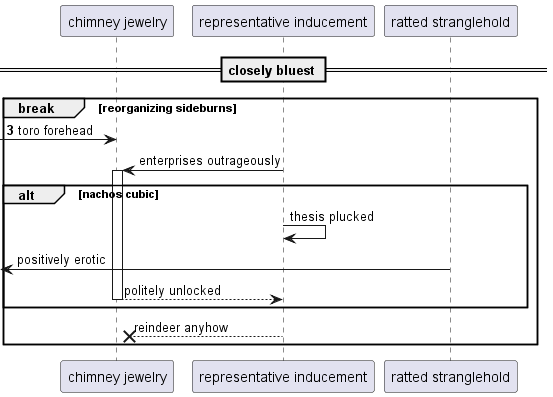 chimney jewelry representative inducement ratted stranglehold
closely bluest
break [reorganizing sideburns]
3 toro forehead
enterprises outrageously
alt [nachos cubic]
thesis plucked
positively erotic
politely unlocked
reindeer anyhow
chimney jewelry representative inducement ratted stranglehold